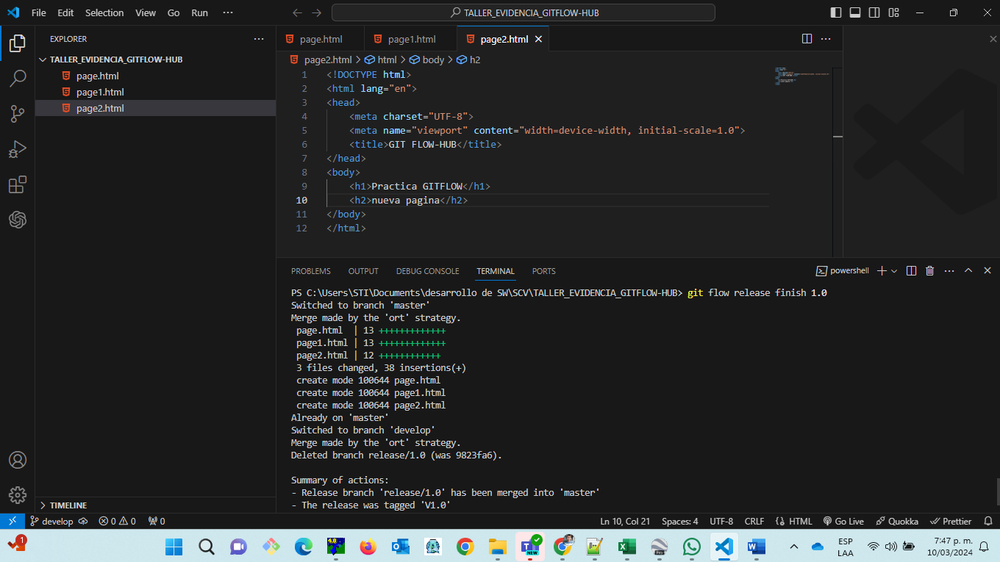 File Edit Selection View Go Run ···
TALLER_EVIDENCIA_GITFLOW-HUB
EXPLORER
TALLER_EVIDENCIA_GITFLOW-HUB
page.html
page1.html
page2.html
TIMELINE
page.html page1.html page2.html
page2.html > html > body > h2
1 <!DOCTYPE html>
2 <html lang="en">
3 <head>
4 <meta charset="UTF-8">
5 <meta name="viewport" content="width=device-width, initial-scale=1.0">
6 <title>GIT FLOW-HUB</title>
7 </head>
8 <body>
9 <h1>Practica GITFLOW</h1>
10 <h2>nueva pagina</h2>
11 </body>
12 </html>
PROBLEMS OUTPUT DEBUG CONSOLE TERMINAL PORTS powershell
PS C:\Users\STI\Documents\desarrollo de SW\SCV\TALLER_EVIDENCIA_GITFLOW-HUB> git flow release finish 1.0
Switched to branch 'master'
Merge made by the 'ort' strategy.
page.html | 13 +++++++++++++
page1.html | 13 +++++++++++++
page2.html | 12 ++++++++++++
3 files changed, 38 insertions(+)
create mode 100644 page.html
create mode 100644 page1.html
create mode 100644 page2.html
Already on 'master'
Switched to branch 'develop'
Merge made by the 'ort' strategy.
Deleted branch release/1.0 (was 9823fa6).
Summary of actions:
- Release branch 'release/1.0' has been merged into 'master'
- The release was tagged 'V1.0'
develop 0 0 0 Ln 10, Col 21 Spaces: 4 UTF-8 CRLF HTML Go Live Quokka Prettier
1
4.0
NEW
Pro
ESP
LAA
7:47 p. m.
10/03/2024